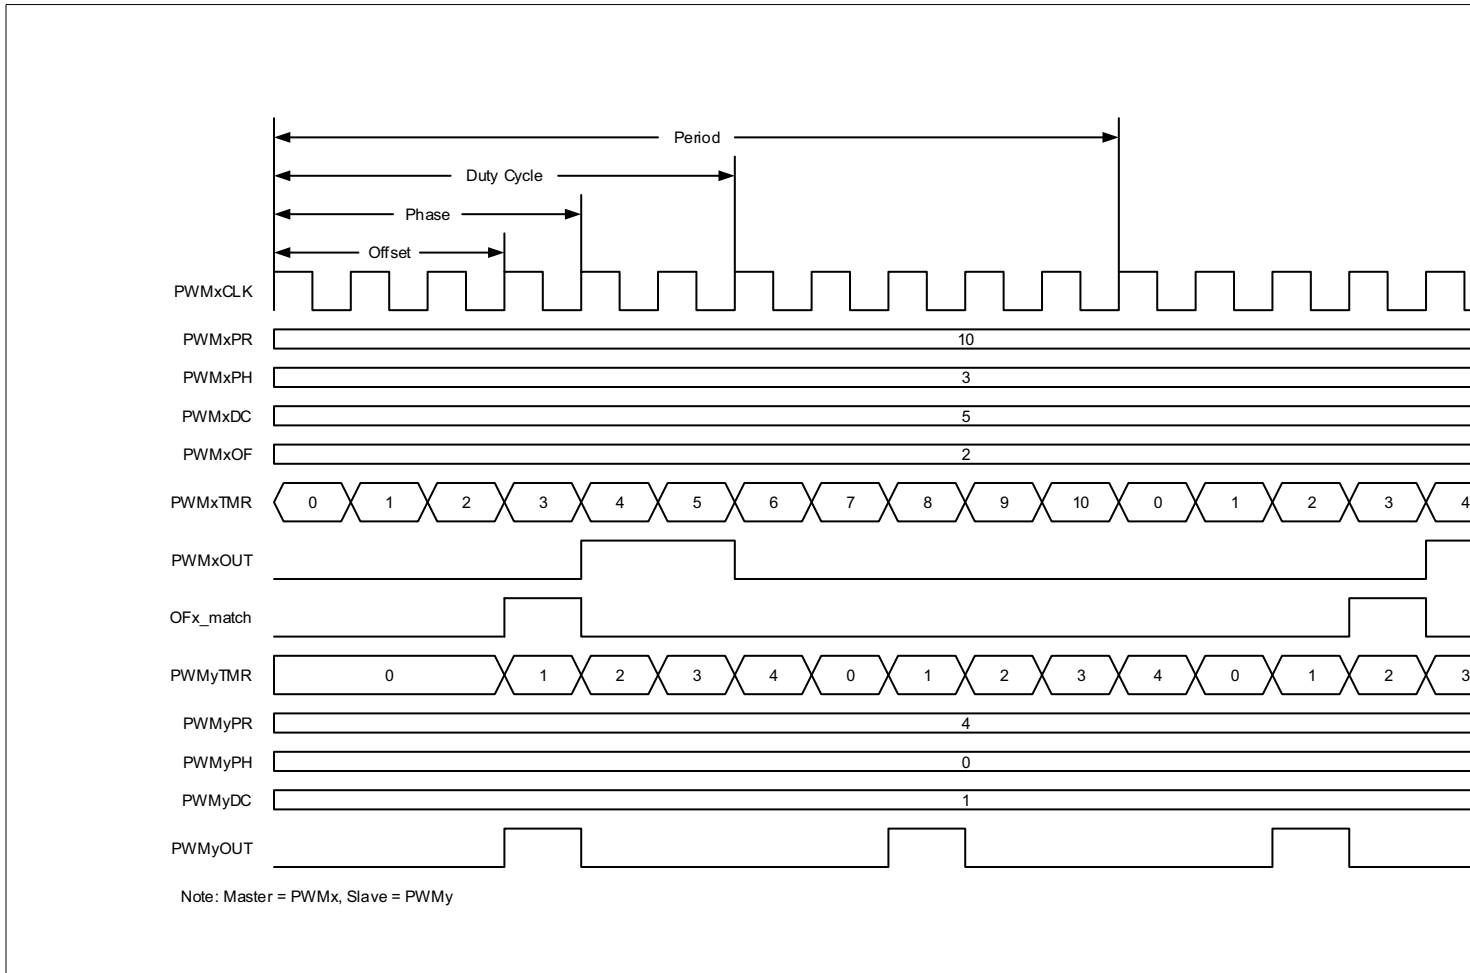 Period
Duty Cycle
Phase
Offset
PWMxCLK
PWMxPR 10
PWMxPH 3
PWMxDC 5
PWMxOF 2
PWMxTMR 0 1 2 3 4 5 6 7 8 9 10 0 1 2 3 4
PWMxOUT
OFx_match
PWMyTMR 0 1 2 3 4 0 1 2 3 4 0 1 2 3
PWMyPR 4
PWMyPH 0
PWMyDC 1
PWMyOUT
Note: Master = PWMx, Slave = PWMy